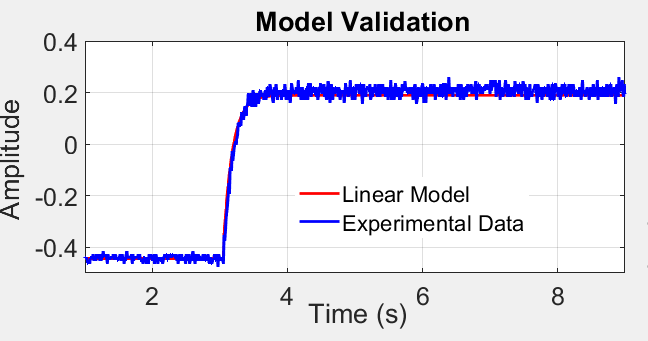 Model Validation
0.4
0.2
0
-0.2
-0.4
Amplitude
Linear Model
Experimental Data
2 4 6 8
Time (s)